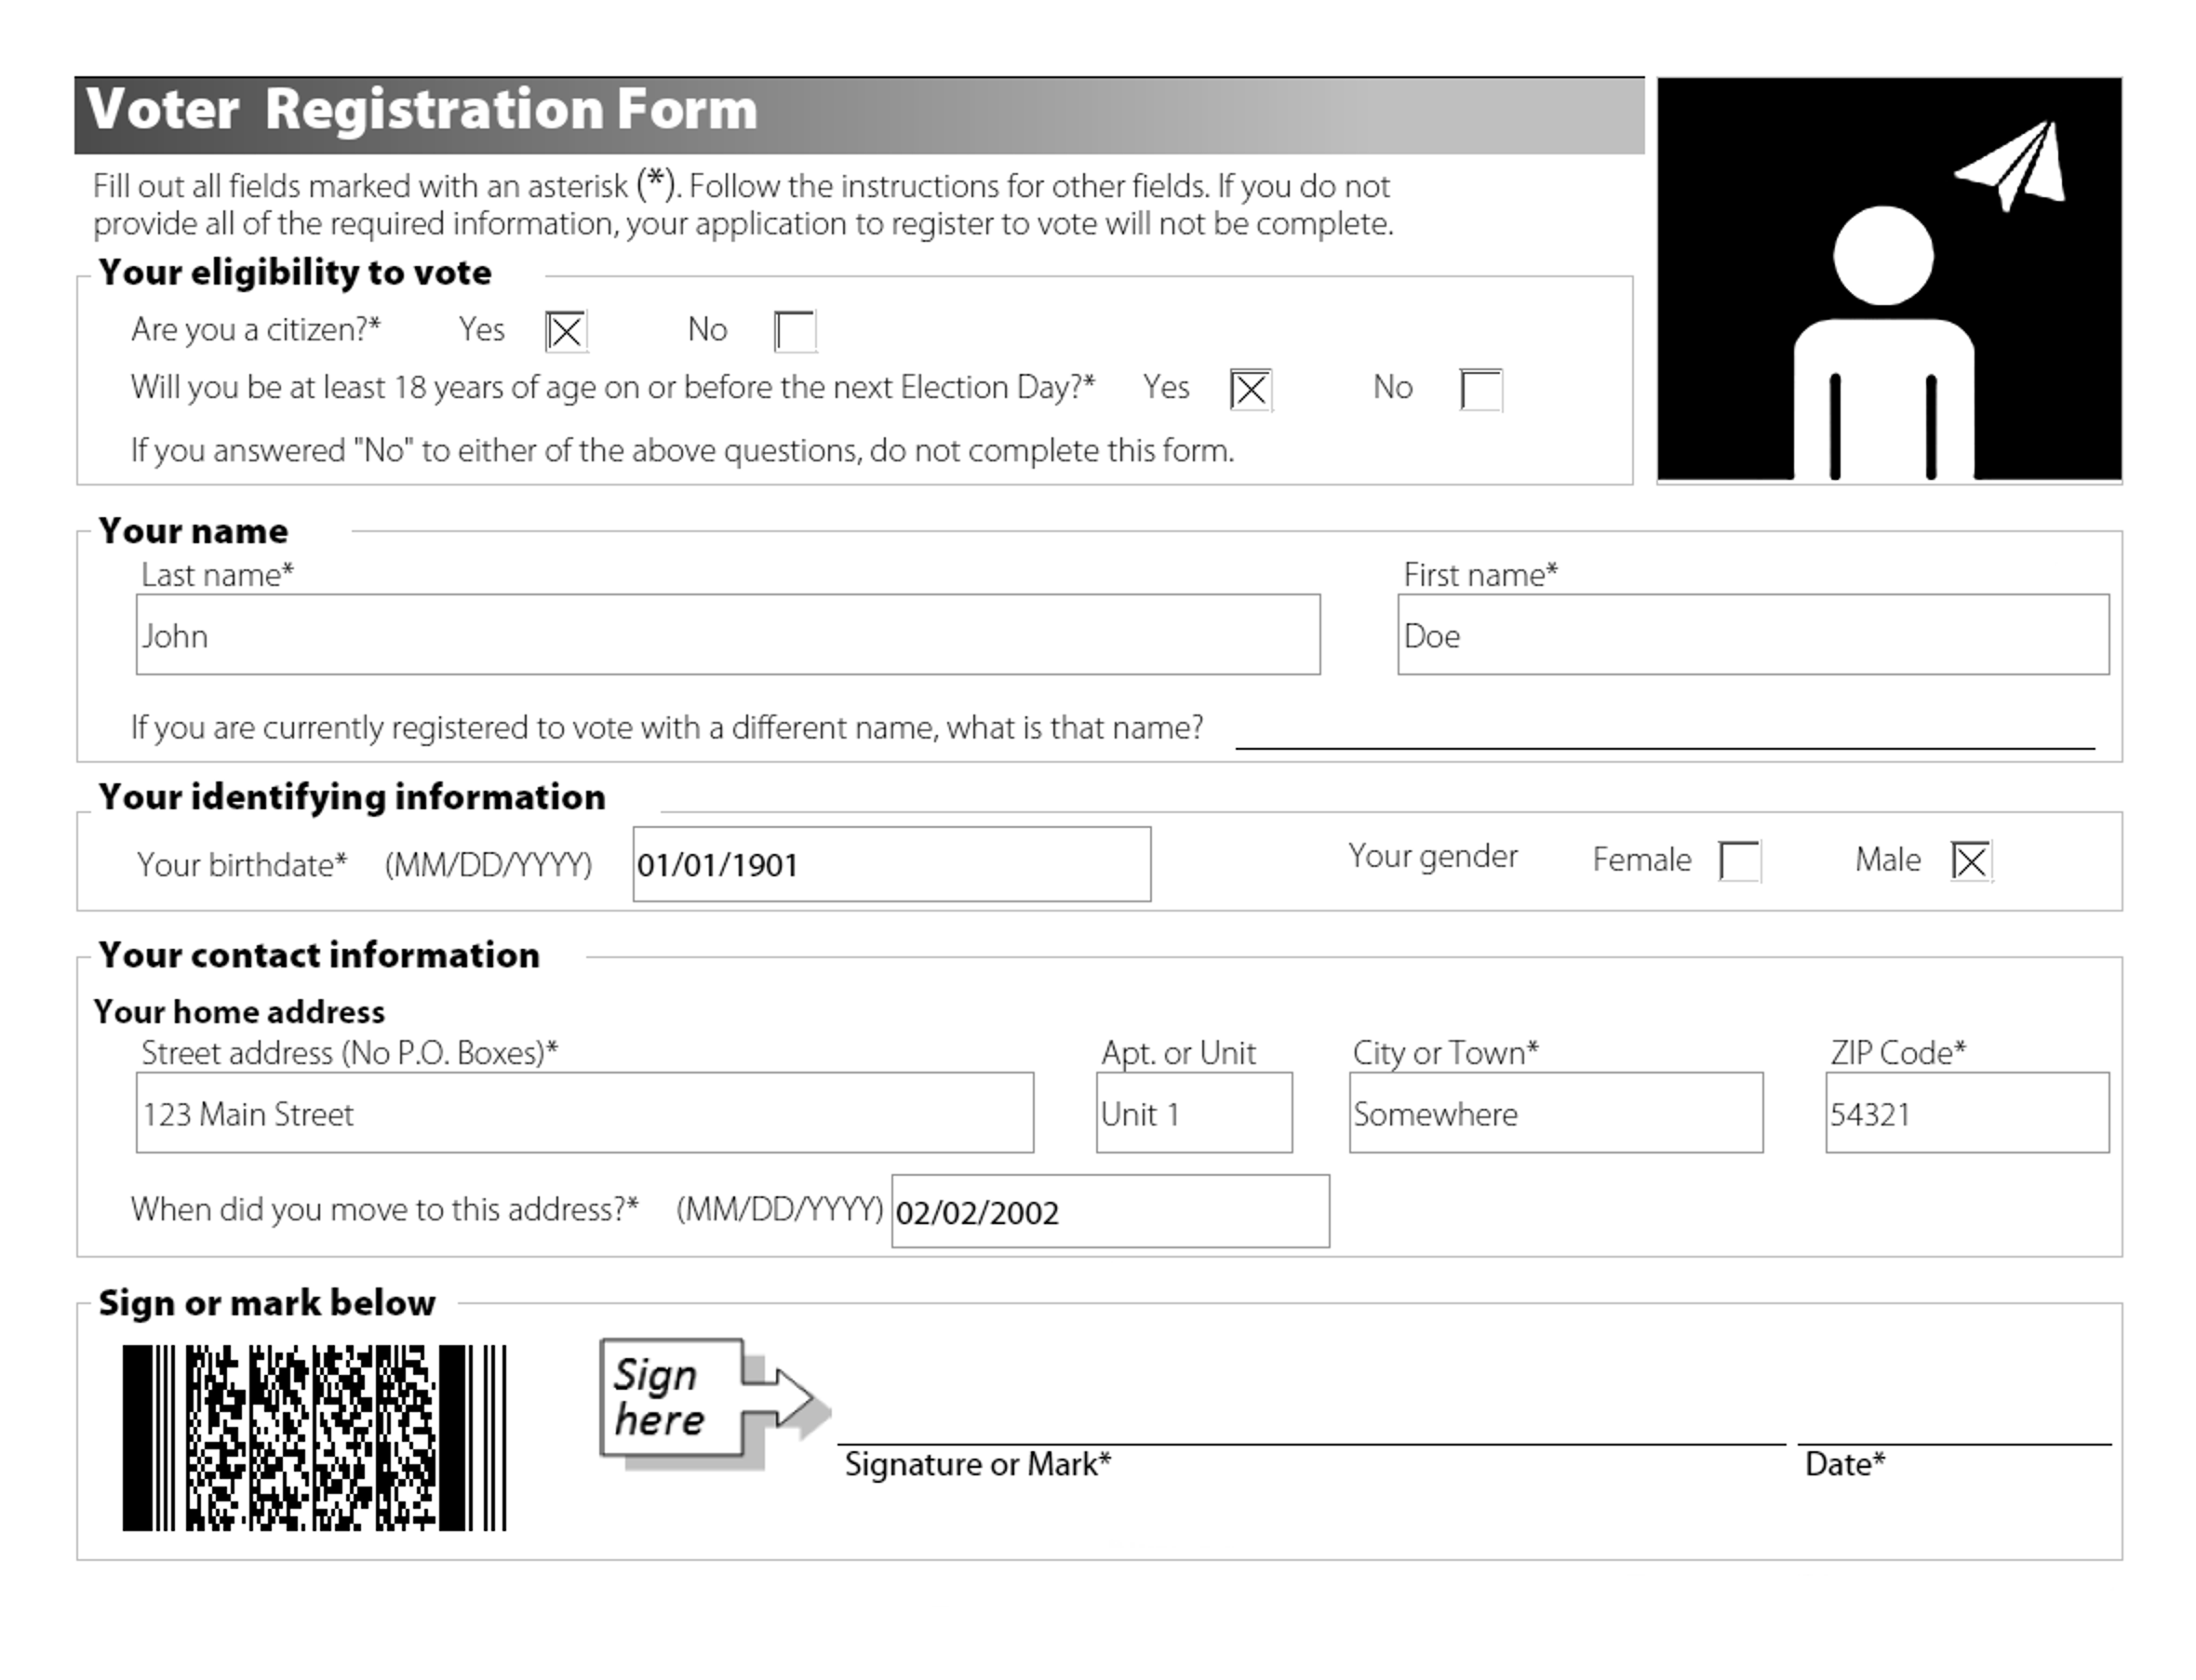 Voter Registration Form
Fill out all fields marked with an asterisk (*). Follow the instructions for other fields. If you do not
provide all of the required information, your application to register to vote will not be complete.
Your eligibility to vote
Are you a citizen?* Yes No
Will you be at least 18 years of age on or before the next Election Day?* Yes No
If you answered "No" to either of the above questions, do not complete this form.
Your name
Last name* First name*
John Doe
If you are currently registered to vote with a different name, what is that name?
Your identifying information
Your birthdate* (MM/DD/YYYY) 01/01/1901 Your gender Female Male
Your contact information
Your home address
Street address (No P.O. Boxes)* Apt. or Unit City or Town* ZIP Code*
123 Main Street Unit 1 Somewhere 54321
When did you move to this address?* (MM/DD/YYYY) 02/02/2002
Sign or mark below
Sign
here
Signature or Mark* Date*